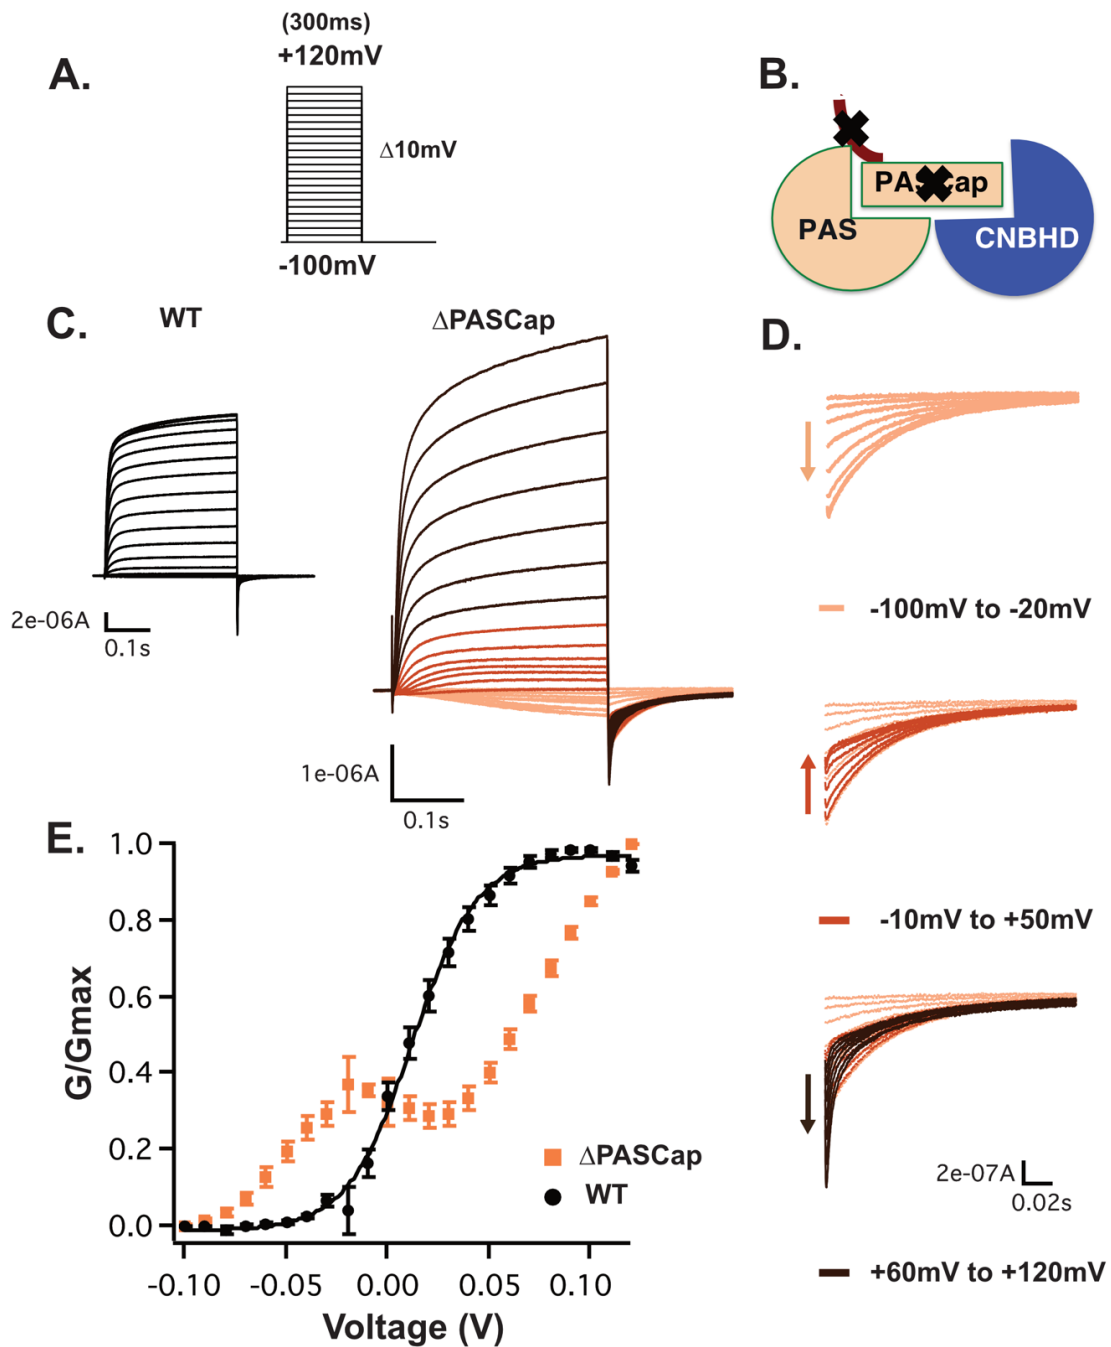 A.
(300ms)
+120mV
Δ10mV
-100mV
B.
PAS
PASCap
CNBHD
C.
WT
ΔPASCap
2e-06A
0.1s
1e-06A
0.1s
D.
-100mV to -20mV
-10mV to +50mV
2e-07A
0.02s
+60mV to +120mV
E.
1.0
0.8
0.6
0.4
0.2
0.0
G/Gmax
ΔPASCap
WT
-0.10
-0.05
0.00
0.05
0.10
Voltage (V)